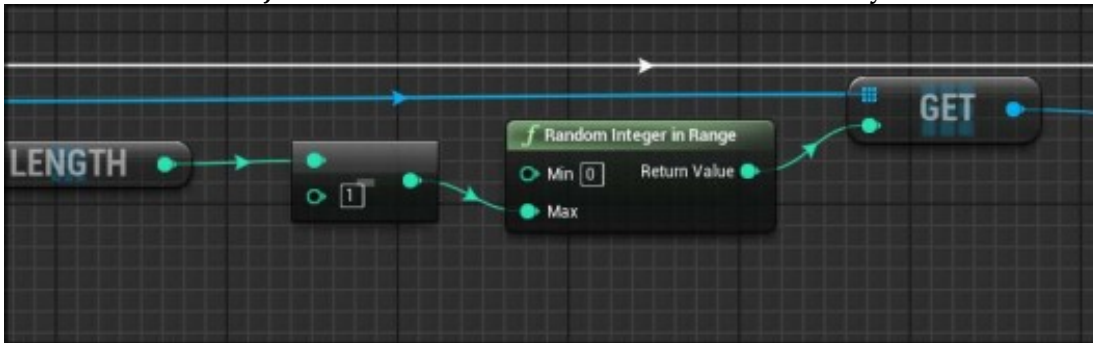 LENGTH
1
f Random Integer in Range
Min 0
Return Value
Max
GET